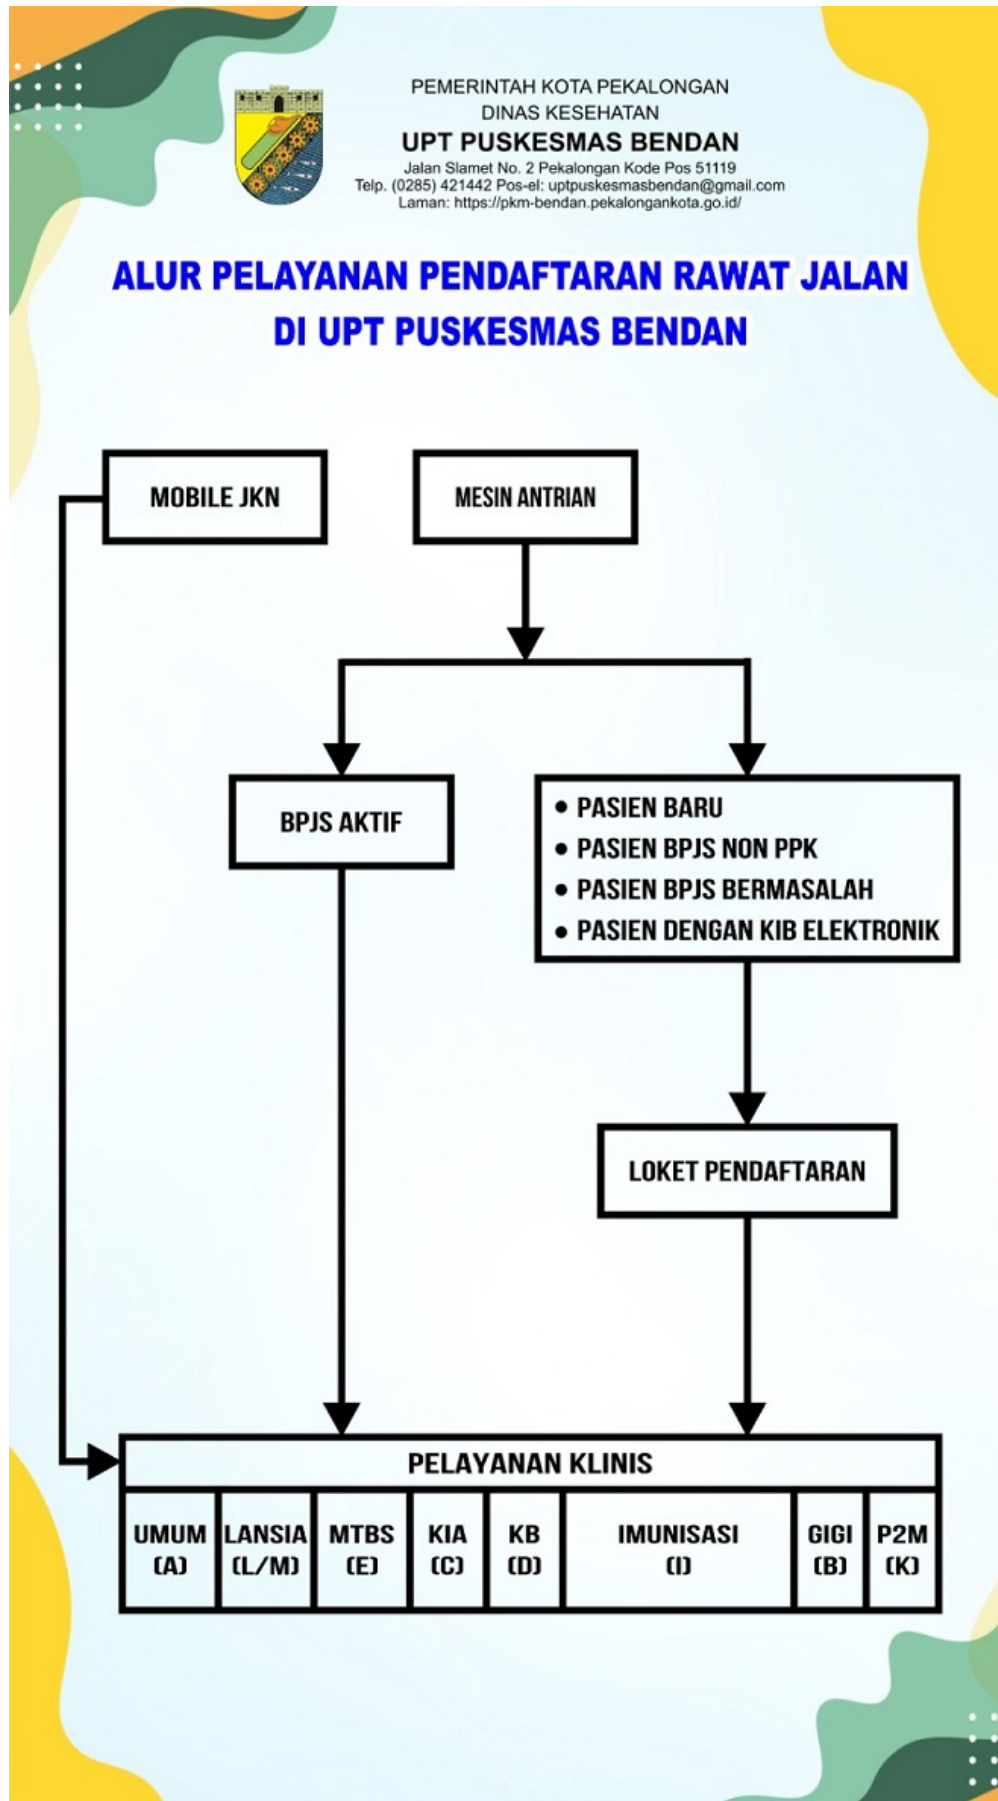 PEMERINTAH KOTA PEKALONGAN
DINAS KESEHATAN
UPT PUSKESMAS BENDAN
Jalan Slamet No. 2 Pekalongan Kode Pos 51119
Telp. (0285) 421442 Pos-el: uptpuskesmasbendan@gmail.com
Laman: https://pkm-bendan.pekalongankota.go.id/
ALUR PELAYANAN PENDAFTARAN RAWAT JALAN
DI UPT PUSKESMAS BENDAN
MOBILE JKN
MESIN ANTRIAN
BPJS AKTIF
• PASIEN BARU
• PASIEN BPJS NON PPK
• PASIEN BPJS BERMASALAH
• PASIEN DENGAN KIB ELEKTRONIK
LOKET PENDAFTARAN
PELAYANAN KLINIS
UMUM
(A)
LANSIA
(L/M)
MTBS
(E)
KIA
(C)
KB
(D)
IMUNISASI
(I)
GIGI
(B)
P2M
(K)